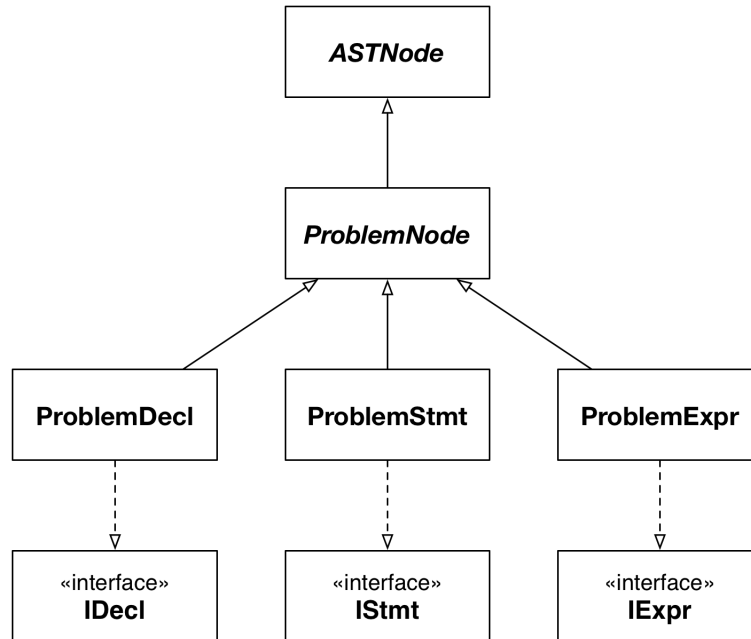 ASTNode
ProblemNode
ProblemDecl
ProblemStmt
ProblemExpr
«interface»
IDecl
«interface»
IStmt
«interface»
IExpr